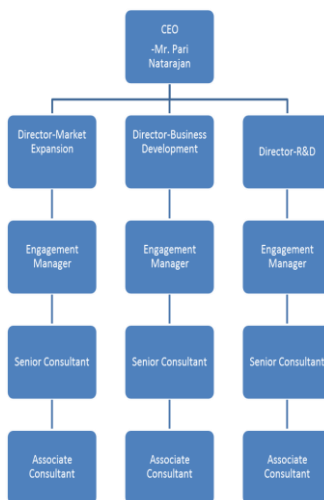 CEO
-Mr. Pari
Natarajan
Director-Market
Expansion
Director-Business
Development
Director-R&D
Engagement
Manager
Engagement
Manager
Engagement
Manager
Senior Consultant
Senior Consultant
Senior Consultant
Associate
Consultant
Associate
Consultant
Associate
Consultant